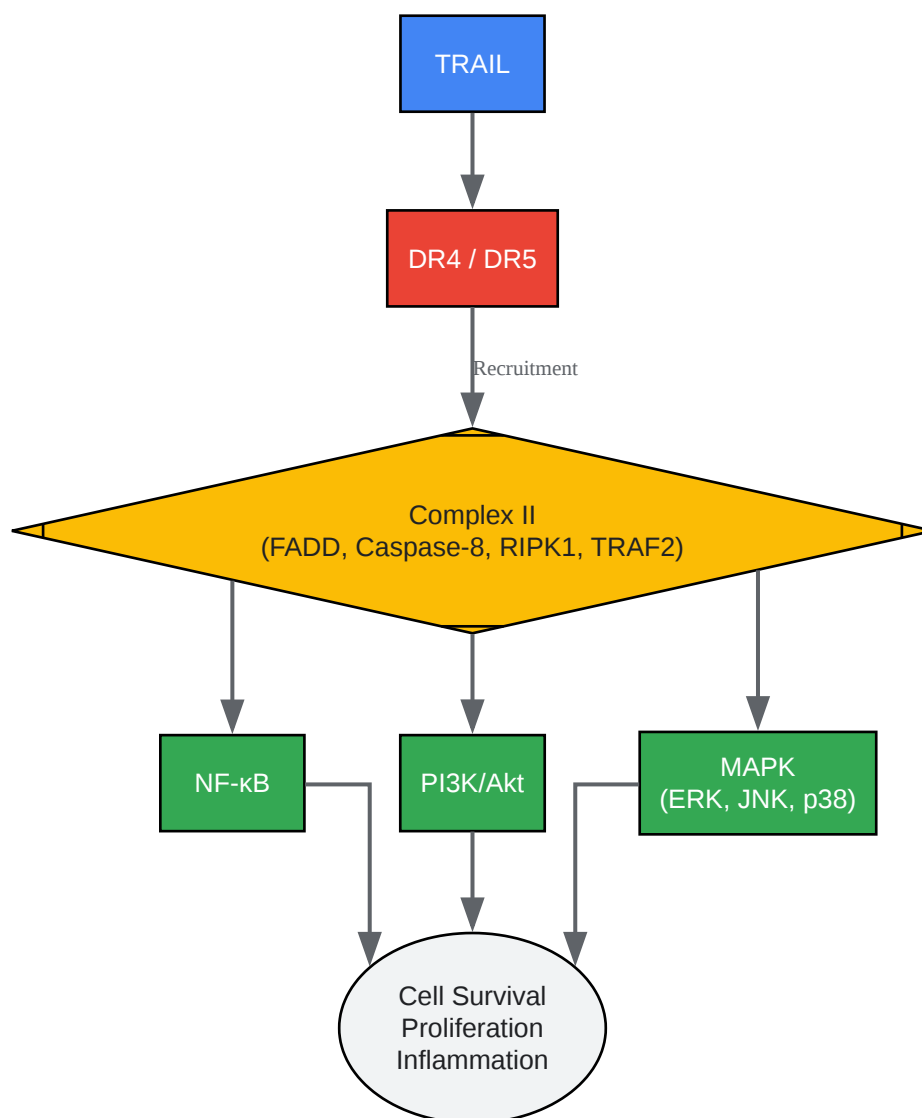 TRAIL
DR4 / DR5
Recruitment
Complex II
(FADD, Caspase-8, RIPK1, TRAF2)
NF-κB
PI3K/Akt
MAPK
(ERK, JNK, p38)
Cell Survival
Proliferation
Inflammation